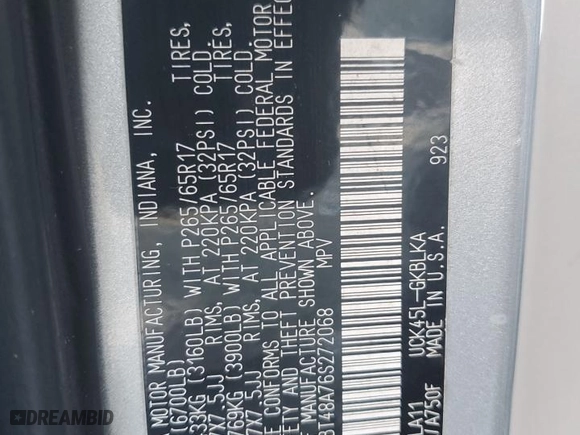 A MOTOR MANUFACTURING, INDIANA, INC.
(6700LB)
33KG (3160LB) WITH P265/65R17 TIRES,
7X7.5JJ RIMS, AT 220KPA (32PSI) COLD.
769KG (3900LB) WITH P265/65R17 TIRES,
7X7.5JJ RIMS, AT 220KPA (32PSI) COLD.
E CONFORMS TO ALL APPLICABLE FEDERAL MOTOR
ETY AND THEFT PREVENTION STANDARDS IN EFFEC
F MANUFACTURE SHOWN ABOVE.
BT48A76S272068 MPV
LA11 UCK45L-GKBLKA
/A750F MADE IN U.S.A. 923
DREAMBID